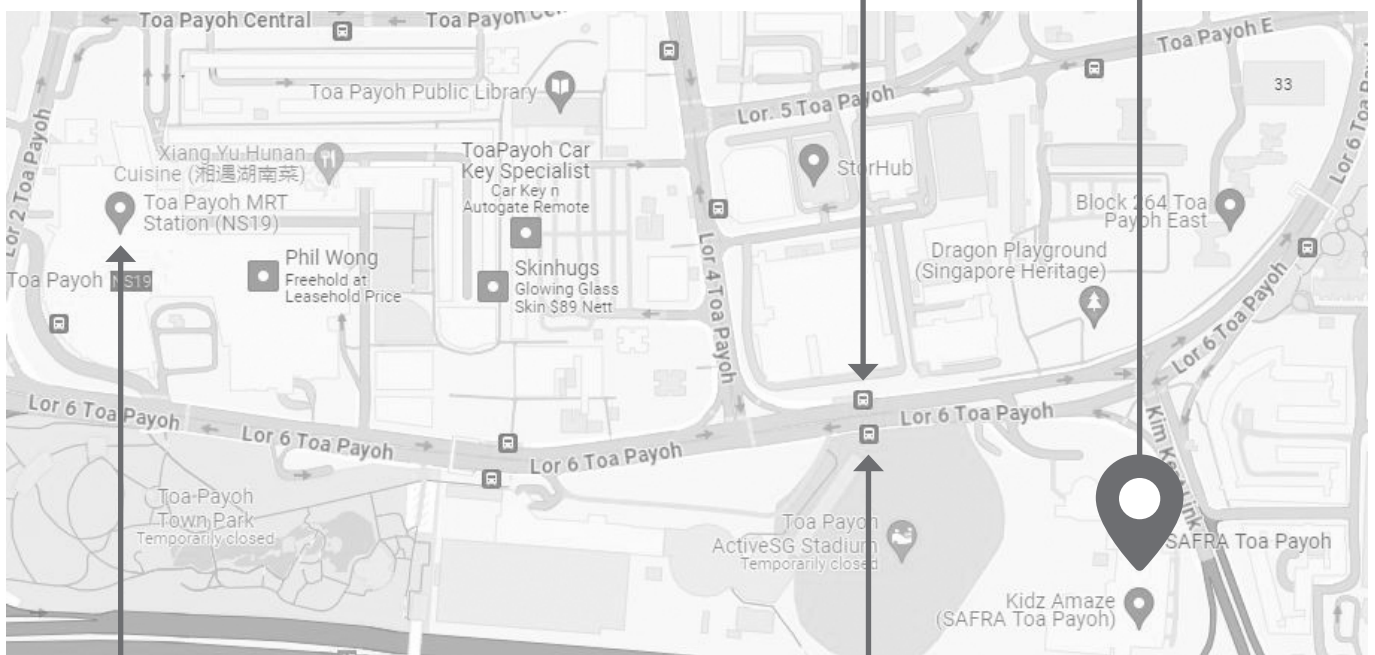 Toa Payoh Central
Toa Payoh Cen
Toa Payoh E
Lor 2 Toa Payoh
Toa Payoh Public Library
33
Lor. 5 Toa Payoh
Lor 6 Toa Payoh
Xiang Yu Hunan
Cuisine (湘遇湖南菜)
ToaPayoh Car
Key Specialist
Car Key n
Autogate Remote
StorHub
Toa Payoh MRT
Station (NS19)
Block 264 Toa
Payoh East
Lor 4 Toa Payoh
Dragon Playground
(Singapore Heritage)
Toa Payoh NS19
Phil Wong
Freehold at
Leasehold Price
Skinhugs
Glowing Glass
Skin $89 Nett
Lor 6 Toa Payoh
Lor 6 Toa Payoh
Lor 6 Toa Payoh
Lor 6 Toa Payoh
Lor 6 Toa Payoh
Kim Keat Link
Toa Payoh
Town Park
Temporarily closed
Toa Payoh
ActiveSG Stadium
Temporarily closed
SAFRA Toa Payoh
Kidz Amaze
(SAFRA Toa Payoh)